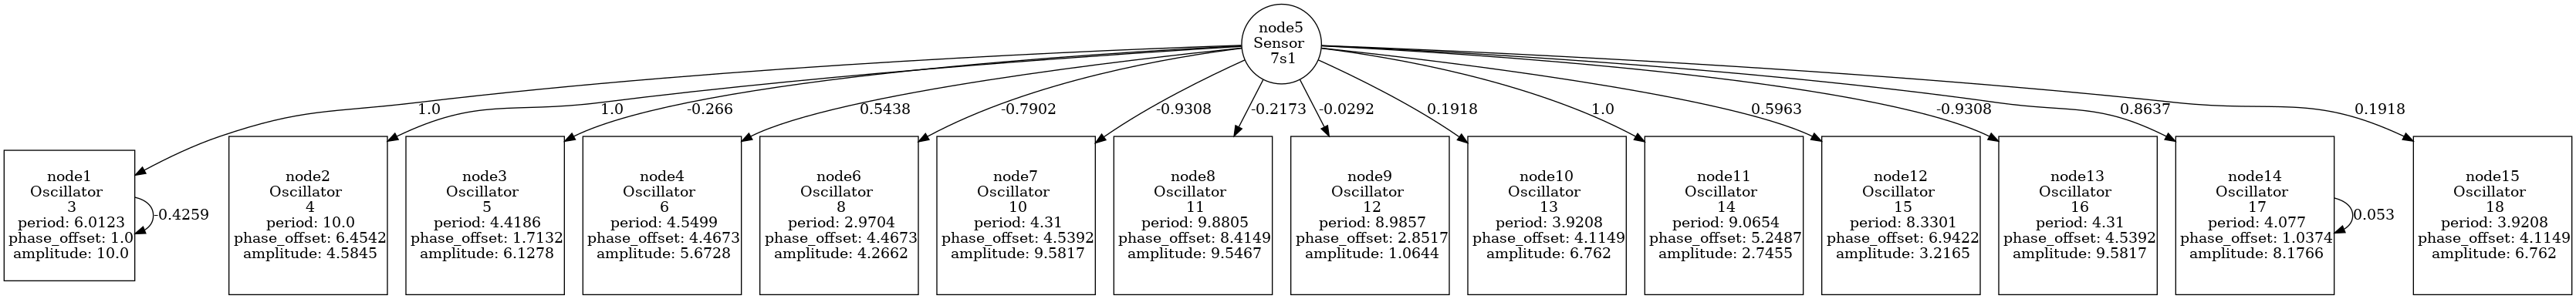 node5
Sensor
7s1
1.0
1.0
-0.266
0.5438
-0.7902
-0.9308
-0.2173
-0.0292
0.1918
1.0
0.5963
-0.9308
0.8637
0.1918
node1
Oscillator
3
period: 6.0123
phase_offset: 1.0
amplitude: 10.0
-0.4259
node2
Oscillator
4
period: 10.0
phase_offset: 6.4542
amplitude: 4.5845
node3
Oscillator
5
period: 4.4186
phase_offset: 1.7132
amplitude: 6.1278
node4
Oscillator
6
period: 4.5499
phase_offset: 4.4673
amplitude: 5.6728
node6
Oscillator
8
period: 2.9704
phase_offset: 4.4673
amplitude: 4.2662
node7
Oscillator
10
period: 4.31
phase_offset: 4.5392
amplitude: 9.5817
node8
Oscillator
11
period: 9.8805
phase_offset: 8.4149
amplitude: 9.5467
node9
Oscillator
12
period: 8.9857
phase_offset: 2.8517
amplitude: 1.0644
node10
Oscillator
13
period: 3.9208
phase_offset: 4.1149
amplitude: 6.762
node11
Oscillator
14
period: 9.0654
phase_offset: 5.2487
amplitude: 2.7455
node12
Oscillator
15
period: 8.3301
phase_offset: 6.9422
amplitude: 3.2165
node13
Oscillator
16
period: 4.31
phase_offset: 4.5392
amplitude: 9.5817
node14
Oscillator
17
period: 4.077
phase_offset: 1.0374
amplitude: 8.1766
0.053
node15
Oscillator
18
period: 3.9208
phase_offset: 4.1149
amplitude: 6.762